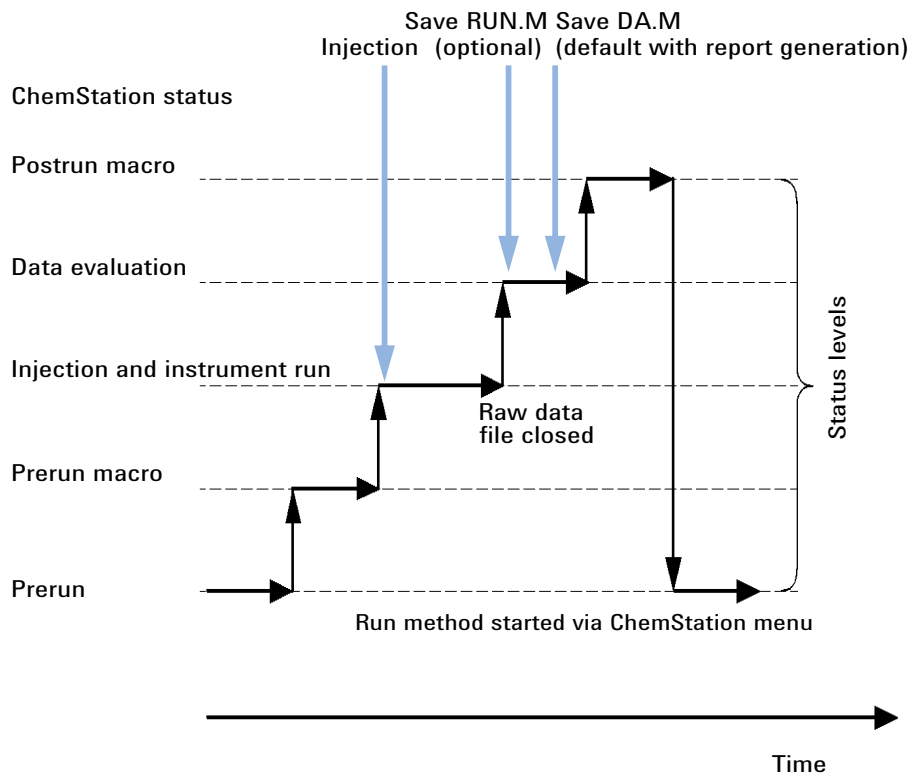 Save RUN.M Save DA.M
Injection (optional) (default with report generation)
ChemStation status
Postrun macro
Data evaluation
Injection and instrument run
Raw data
file closed
Prerun macro
Prerun
Run method started via ChemStation menu
Status levels
Time